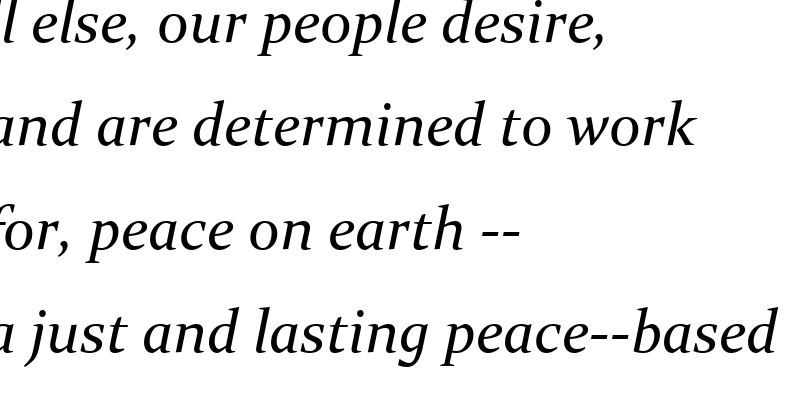 else, our people desire,
and are determined to work
for, peace on earth --
a just and lasting peace--based